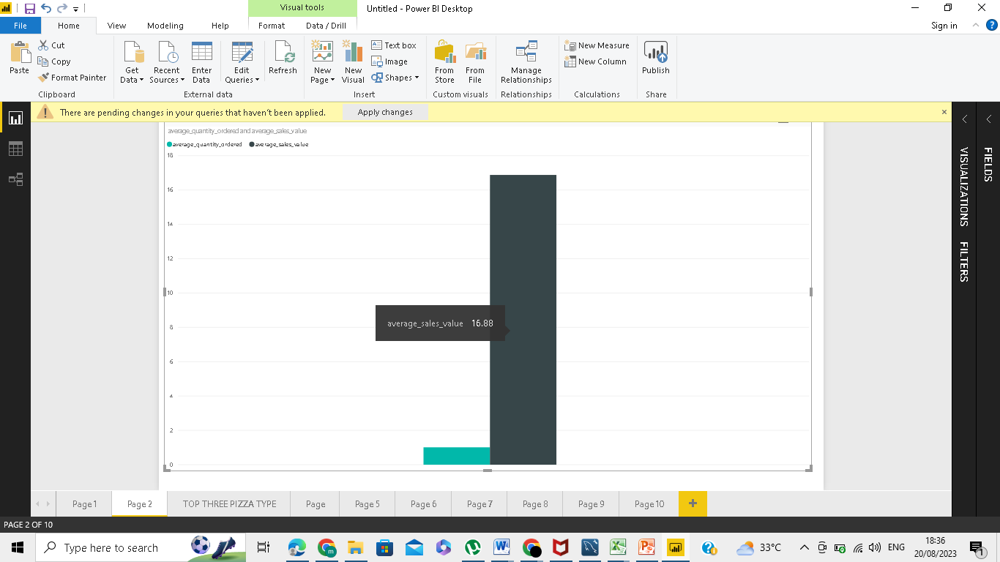 Visual tools
Untitled - Power BI Desktop
File Home View Modeling Help Format Data / Drill Sign in
Paste
Cut
Copy
Format Painter
Clipboard
Get Data
Recent Sources
Enter Data
Edit Queries
Refresh
External data
New Page
New Visual
Text box
Image
Shapes
Insert
From Store
From File
Custom visuals
Manage Relationships
Relationships
New Measure
New Column
Calculations
Publish
Share
There are pending changes in your queries that haven't been applied. Apply changes
average_quantity_ordered and average_sales_value
average_quantity_ordered average_sales_value
18
16
14
12
10
8
6
4
2
0
average_sales_value 16.88
VISUALIZATIONS
FILTERS
FIELDS
Page 1 Page 2 TOP THREE PIZZA TYPE Page Page 5 Page 6 Page 7 Page 8 Page 9 Page 10
PAGE 2 OF 10
Type here to search
33°C
ENG
18:36
20/08/2023
1